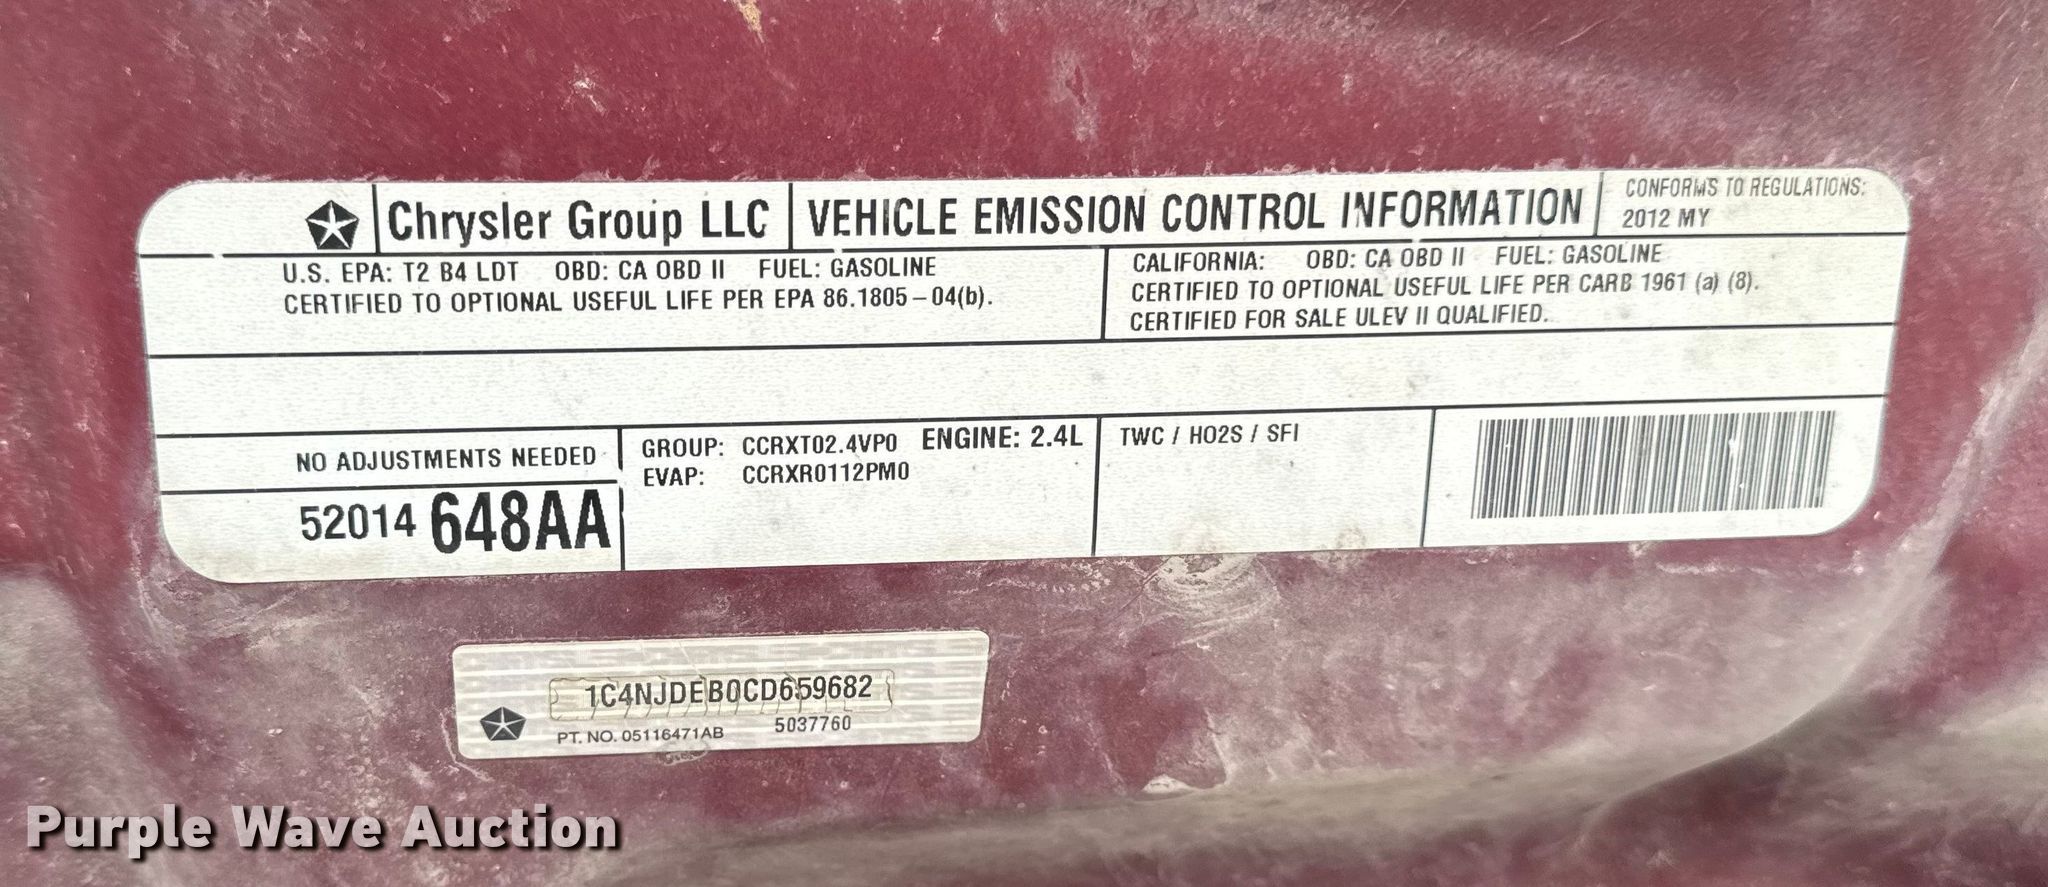 Chrysler Group LLC
VEHICLE EMISSION CONTROL INFORMATION
CONFORMS TO REGULATIONS:
2012 MY
U.S. EPA: T2 B4 LDT OBD: CA OBD II FUEL: GASOLINE
CERTIFIED TO OPTIONAL USEFUL LIFE PER EPA 86.1805-04(b).
CALIFORNIA: OBD: CA OBD II FUEL: GASOLINE
CERTIFIED TO OPTIONAL USEFUL LIFE PER CARB 1961 (a) (8).
CERTIFIED FOR SALE ULEV II QUALIFIED.
NO ADJUSTMENTS NEEDED
52014 648AA
GROUP: CCRXT02.4VP0 ENGINE: 2.4L
EVAP: CCRXR0112PM0
TWC / HO2S / SFI
1C4NJDEB0CD659682
PT. NO. 05116471AB 5037760
Purple Wave Auction